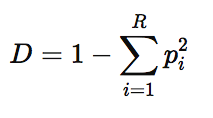 D = 1 − ∑_{i=1}^{R} p_i^2